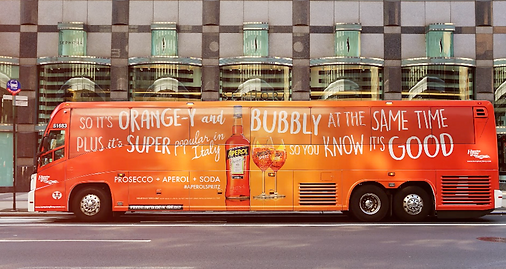 SO IT'S ORANGE-Y and BUBBLY AT THE SAME TIME
PLUS it's SUPER popular in Italy SO YOU KNOW IT'S GOOD
APEROL
PROSECCO + APEROL + SODA
#APEROLSPRITZ